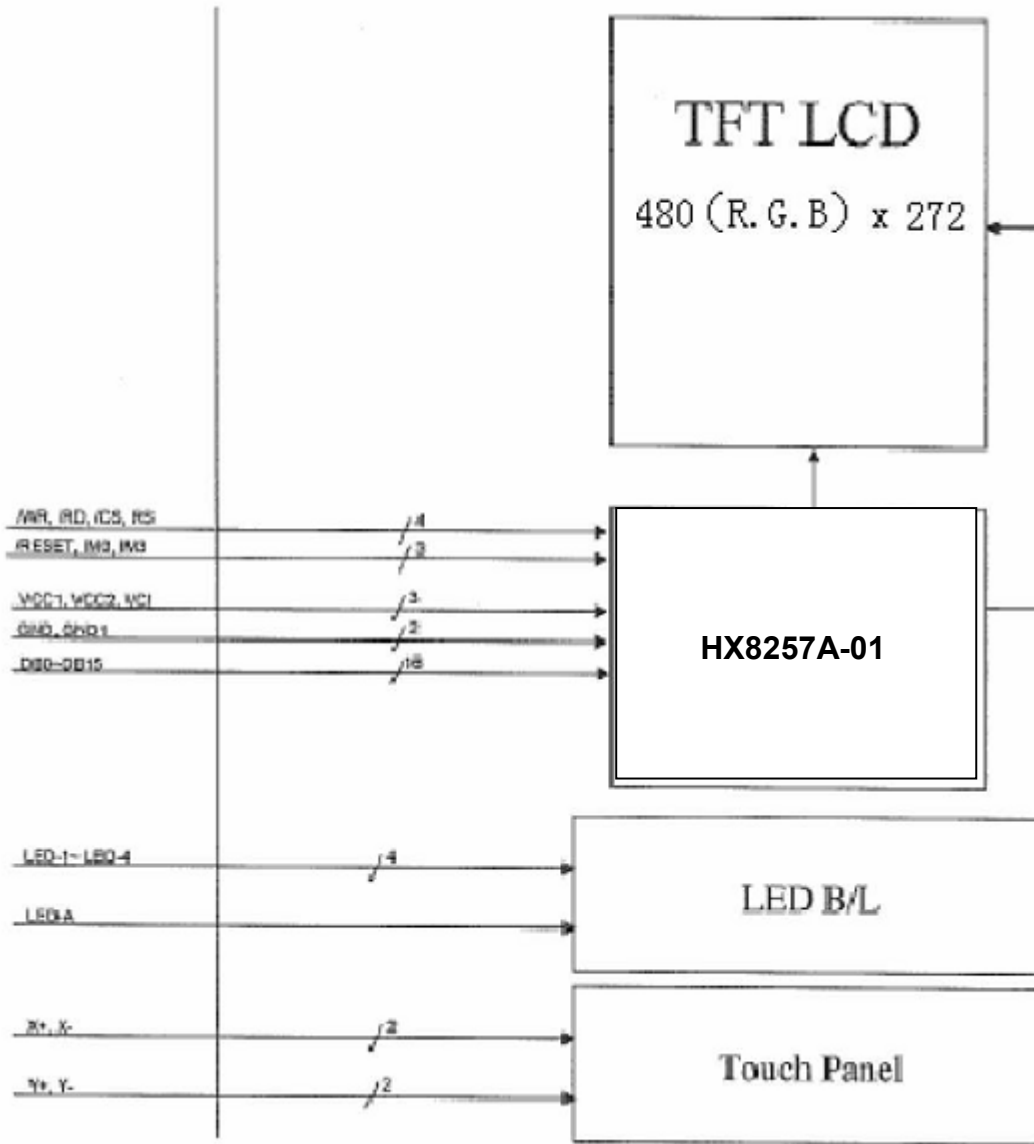 TFT LCD
480 (R.G.B) x 272
/WR, /RD, /CS, RS
4
/RESET, IM0, IM3
3
VCC1, VCC2, VCI
3
GND, GND1
2
DB0~DB15
16
HX8257A-01
LED-1~LED-4
4
LED-A
LED B/L
X+, X-
2
Y+, Y-
2
Touch Panel